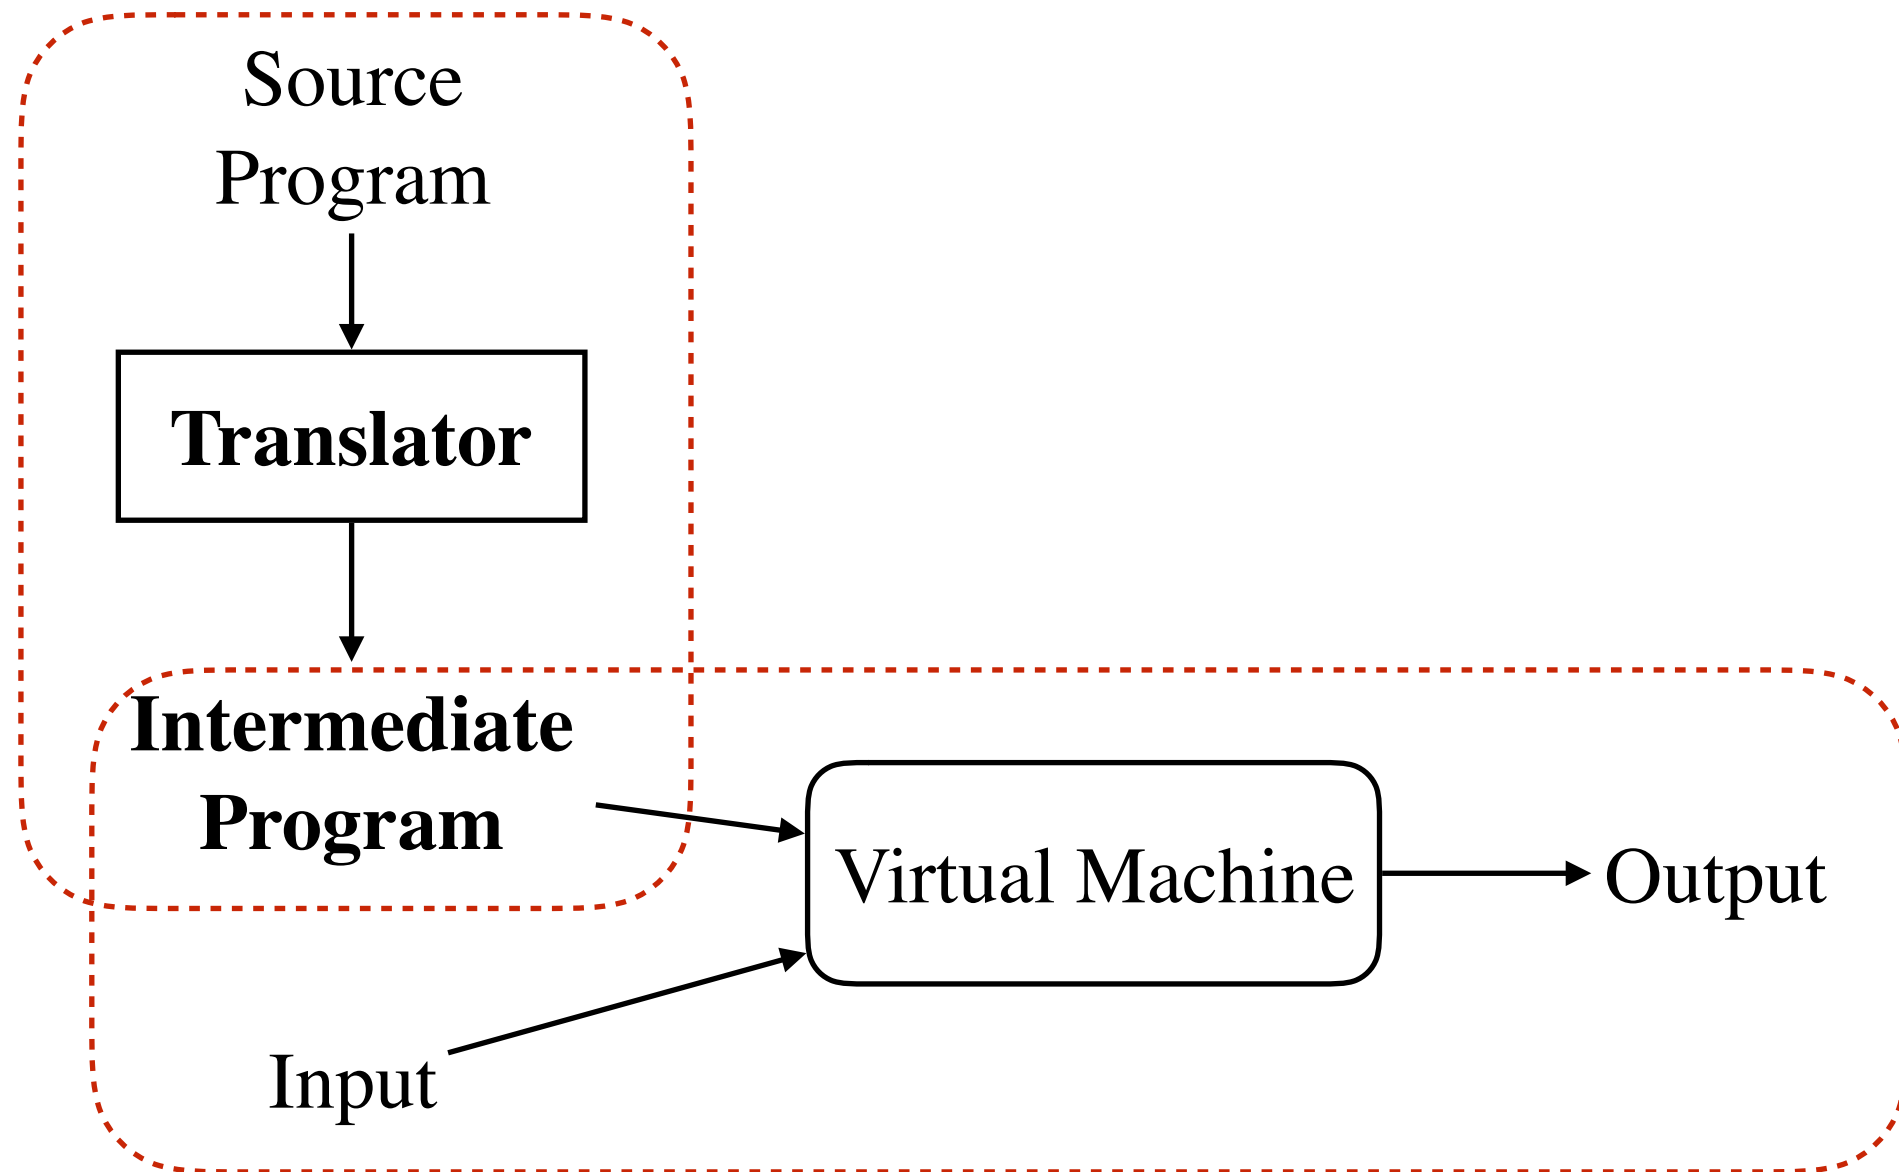 Source
Program
Translator
Intermediate
Program
Virtual Machine
Output
Input